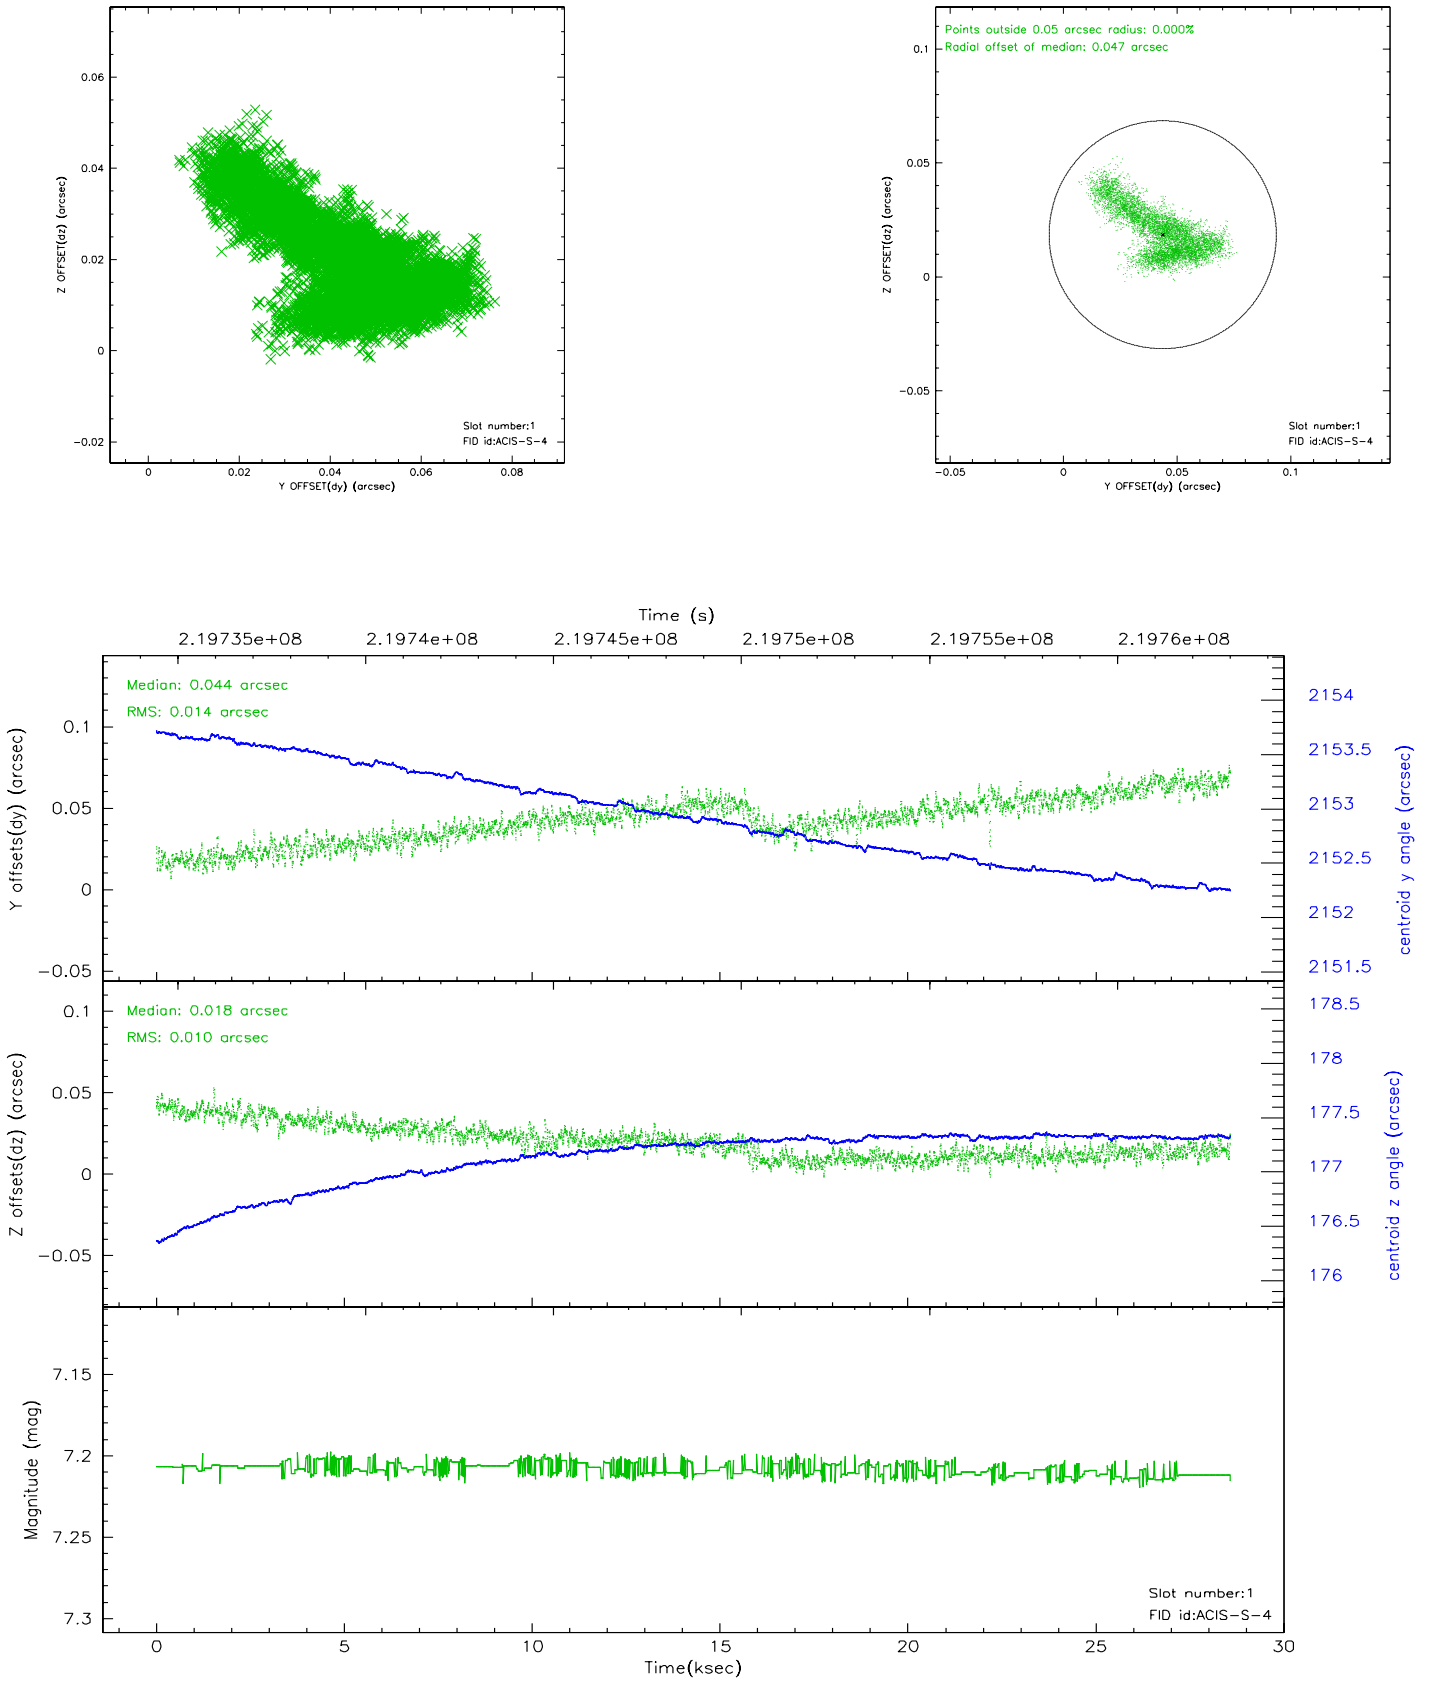 0.06
0.04
0.02
0
−0.02
Z OFFSET(dz) (arcsec)
Slot number:1
FID id:ACIS−S−4
0 0.02 0.04 0.06 0.08
Y OFFSET(dy) (arcsec)
Points outside 0.05 arcsec radius: 0.000%
Radial offset of median: 0.047 arcsec
0.1
0.05
0
−0.05
Z OFFSET(dz) (arcsec)
Slot number:1
FID id:ACIS−S−4
−0.05 0 0.05 0.1
Y OFFSET(dy) (arcsec)
Time (s)
2.19735e+08 2.1974e+08 2.19745e+08 2.1975e+08 2.19755e+08 2.1976e+08
Median: 0.044 arcsec
RMS: 0.014 arcsec
0.1
0.05
0
−0.05
Y offsets(dy) (arcsec)
2154
2153.5
2153
2152.5
2152
2151.5
centroid y angle (arcsec)
Median: 0.018 arcsec
RMS: 0.010 arcsec
0.1
0.05
0
−0.05
Z offsets(dz) (arcsec)
178.5
178
177.5
177
176.5
176
centroid z angle (arcsec)
7.15
7.2
7.25
7.3
Magnitude (mag)
Slot number:1
FID id:ACIS−S−4
0 5 10 15 20 25 30
Time(ksec)